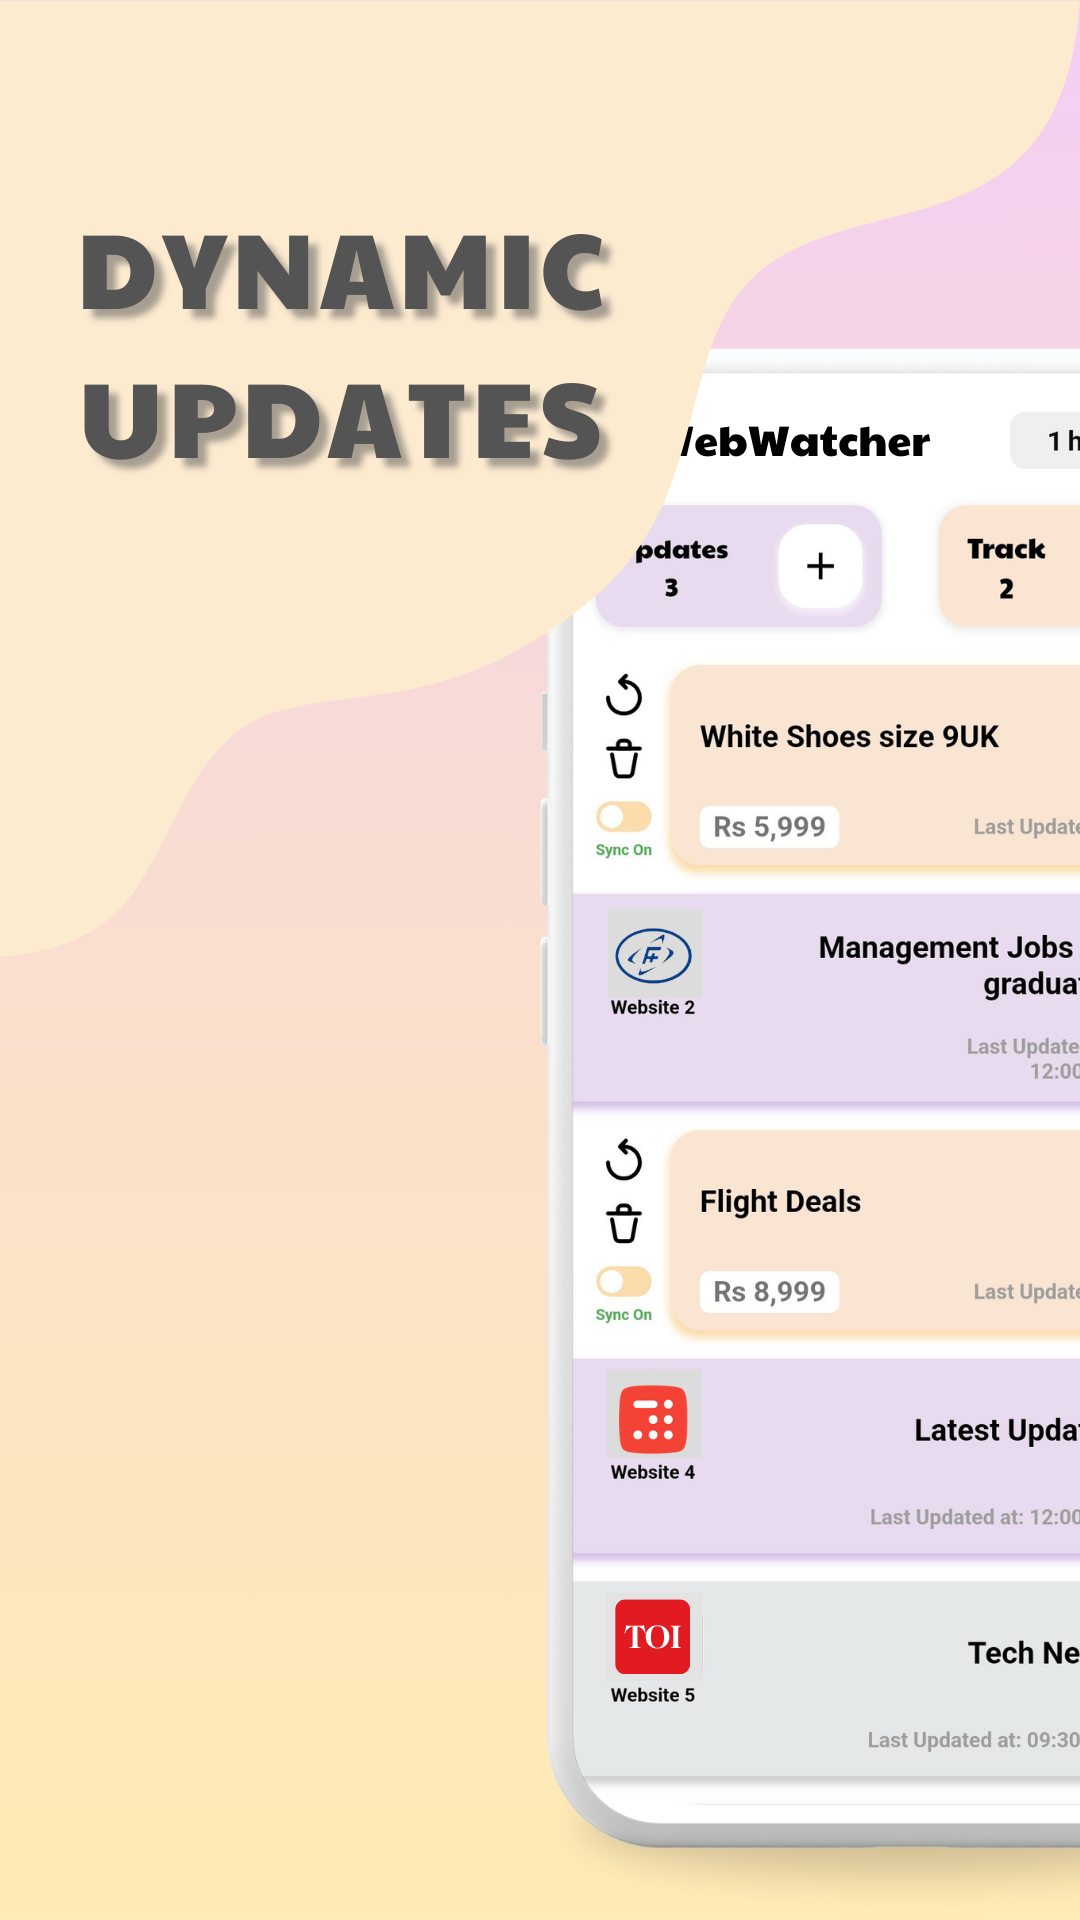 DYNAMIC
UPDATES
ebWatcher
1 h
pdates
3
+
Track
2
White Shoes size 9UK
Rs 5,999
Last Update
Sync On
Website 2
Management Jobs
gradua
Last Update
12:00
Flight Deals
Rs 8,999
Last Update
Sync On
Website 4
Latest Upda
Last Updated at: 12:00
TOI
Website 5
Tech Ne
Last Updated at: 09:30